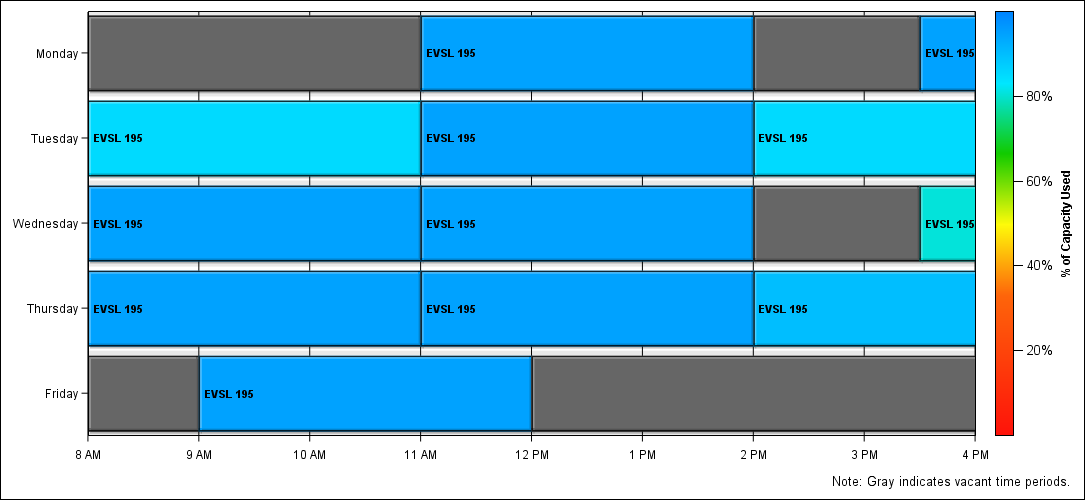 Monday
EVSL 195
EVSL 195
Tuesday
EVSL 195
EVSL 195
EVSL 195
Wednesday
EVSL 195
EVSL 195
EVSL 195
Thursday
EVSL 195
EVSL 195
EVSL 195
Friday
EVSL 195
8 AM 9 AM 10 AM 11 AM 12 PM 1 PM 2 PM 3 PM 4 PM
80%
60%
40%
20%
% of Capacity Used
Note: Gray indicates vacant time periods.